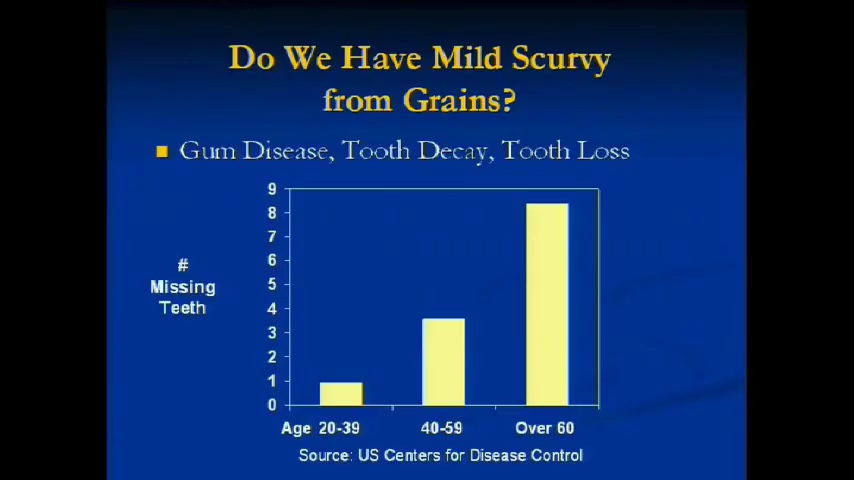 Do We Have Mild Scurvy
from Grains?
Gum Disease, Tooth Decay, Tooth Loss
#
Missing
Teeth
9
8
7
6
5
4
3
2
1
0
Age 20-39 40-59 Over 60
Source: US Centers for Disease Control